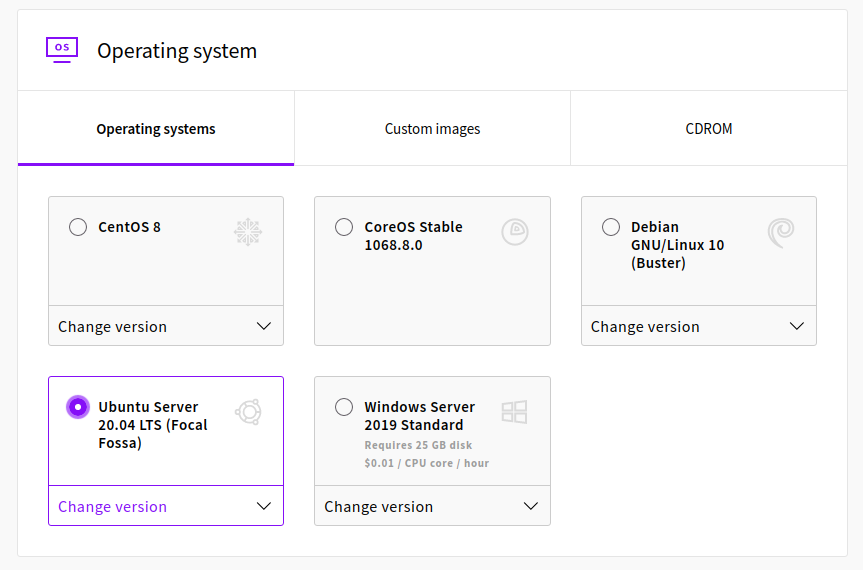 OS
Operating system
Operating systems
Custom images
CDROM
CentOS 8
Change version
CoreOS Stable
1068.8.0
Debian
GNU/Linux 10
(Buster)
Change version
Ubuntu Server
20.04 LTS (Focal
Fossa)
Change version
Windows Server
2019 Standard
Requires 25 GB disk
$0.01 / CPU core / hour
Change version